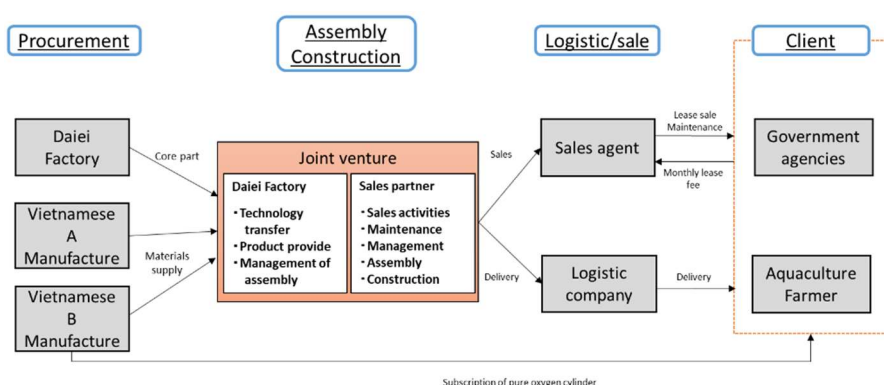 Procurement
Assembly
Construction
Logistic/sale
Client
Daiei
Factory
Core part
Vietnamese
A
Manufacture
Materials
supply
Vietnamese
B
Manufacture
Joint venture
Daiei Factory
・Technology
transfer
・Product provide
・Management of
assembly
Sales partner
・Sales activities
・Maintenance
・Management
・Assembly
・Construction
Sales
Delivery
Sales agent
Logistic
company
Lease sale
Maintenance
Monthly lease
fee
Delivery
Government
agencies
Aquaculture
Farmer
Subscription of pure oxygen cylinder